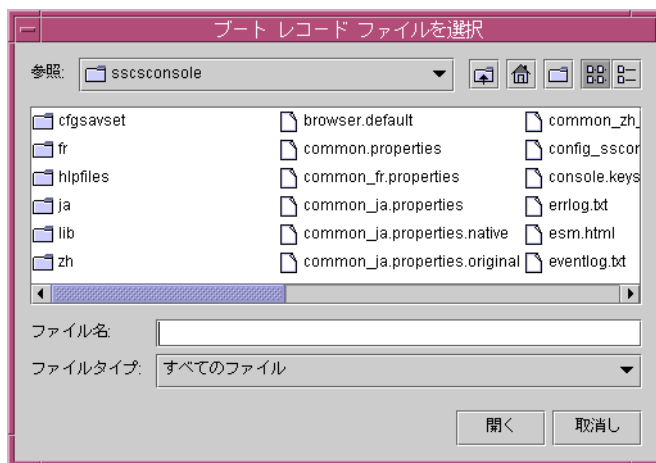 ブート レコード ファイルを選択
参照: sscsconsole
cfgsavset browser.default common_zh_
fr common.properties config_sscor
hlpfiles common_fr.properties console.keys
ja common_ja.properties errlog.txt
lib common_ja.properties.native esm.html
zh common_ja.properties.original eventlog.txt
ファイル名:
ファイルタイプ: すべてのファイル
開く 取消し